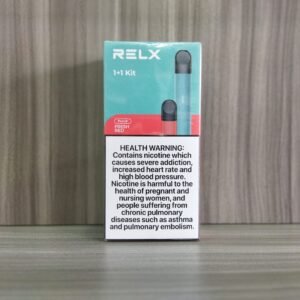 RELX
1+1 Kit
FRESH
RED
HEALTH WARNING:
Contains nicotine which
causes severe addiction,
increased heart rate and
high blood pressure.
Nicotine is harmful to the
health of pregnant and
nursing women, and
people suffering from
chronic pulmonary
diseases such as asthma
and pulmonary embolism.